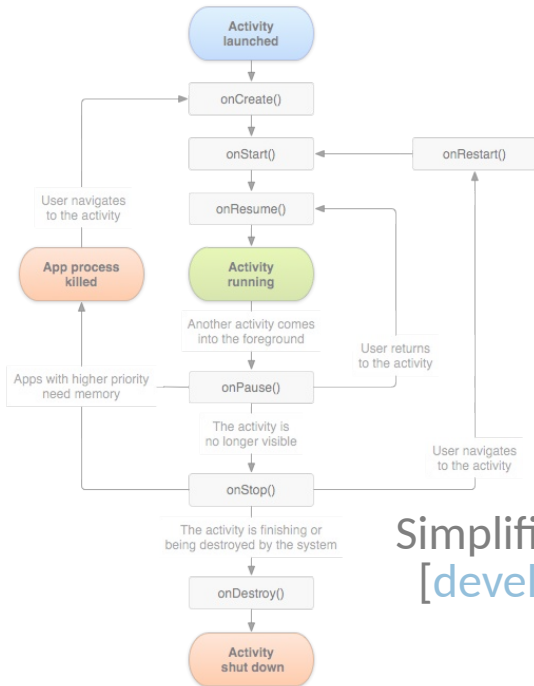 Activity
launched
onCreate()
onStart()
onRestart()
User navigates
to the activity
onResume()
App process
killed
Activity
running
Another activity comes
into the foreground
User returns
to the activity
Apps with higher priority
need memory
onPause()
The activity is
no longer visible
User navigates
to the activity
onStop()
The activity is finishing or
being destroyed by the system
onDestroy()
Activity
shut down